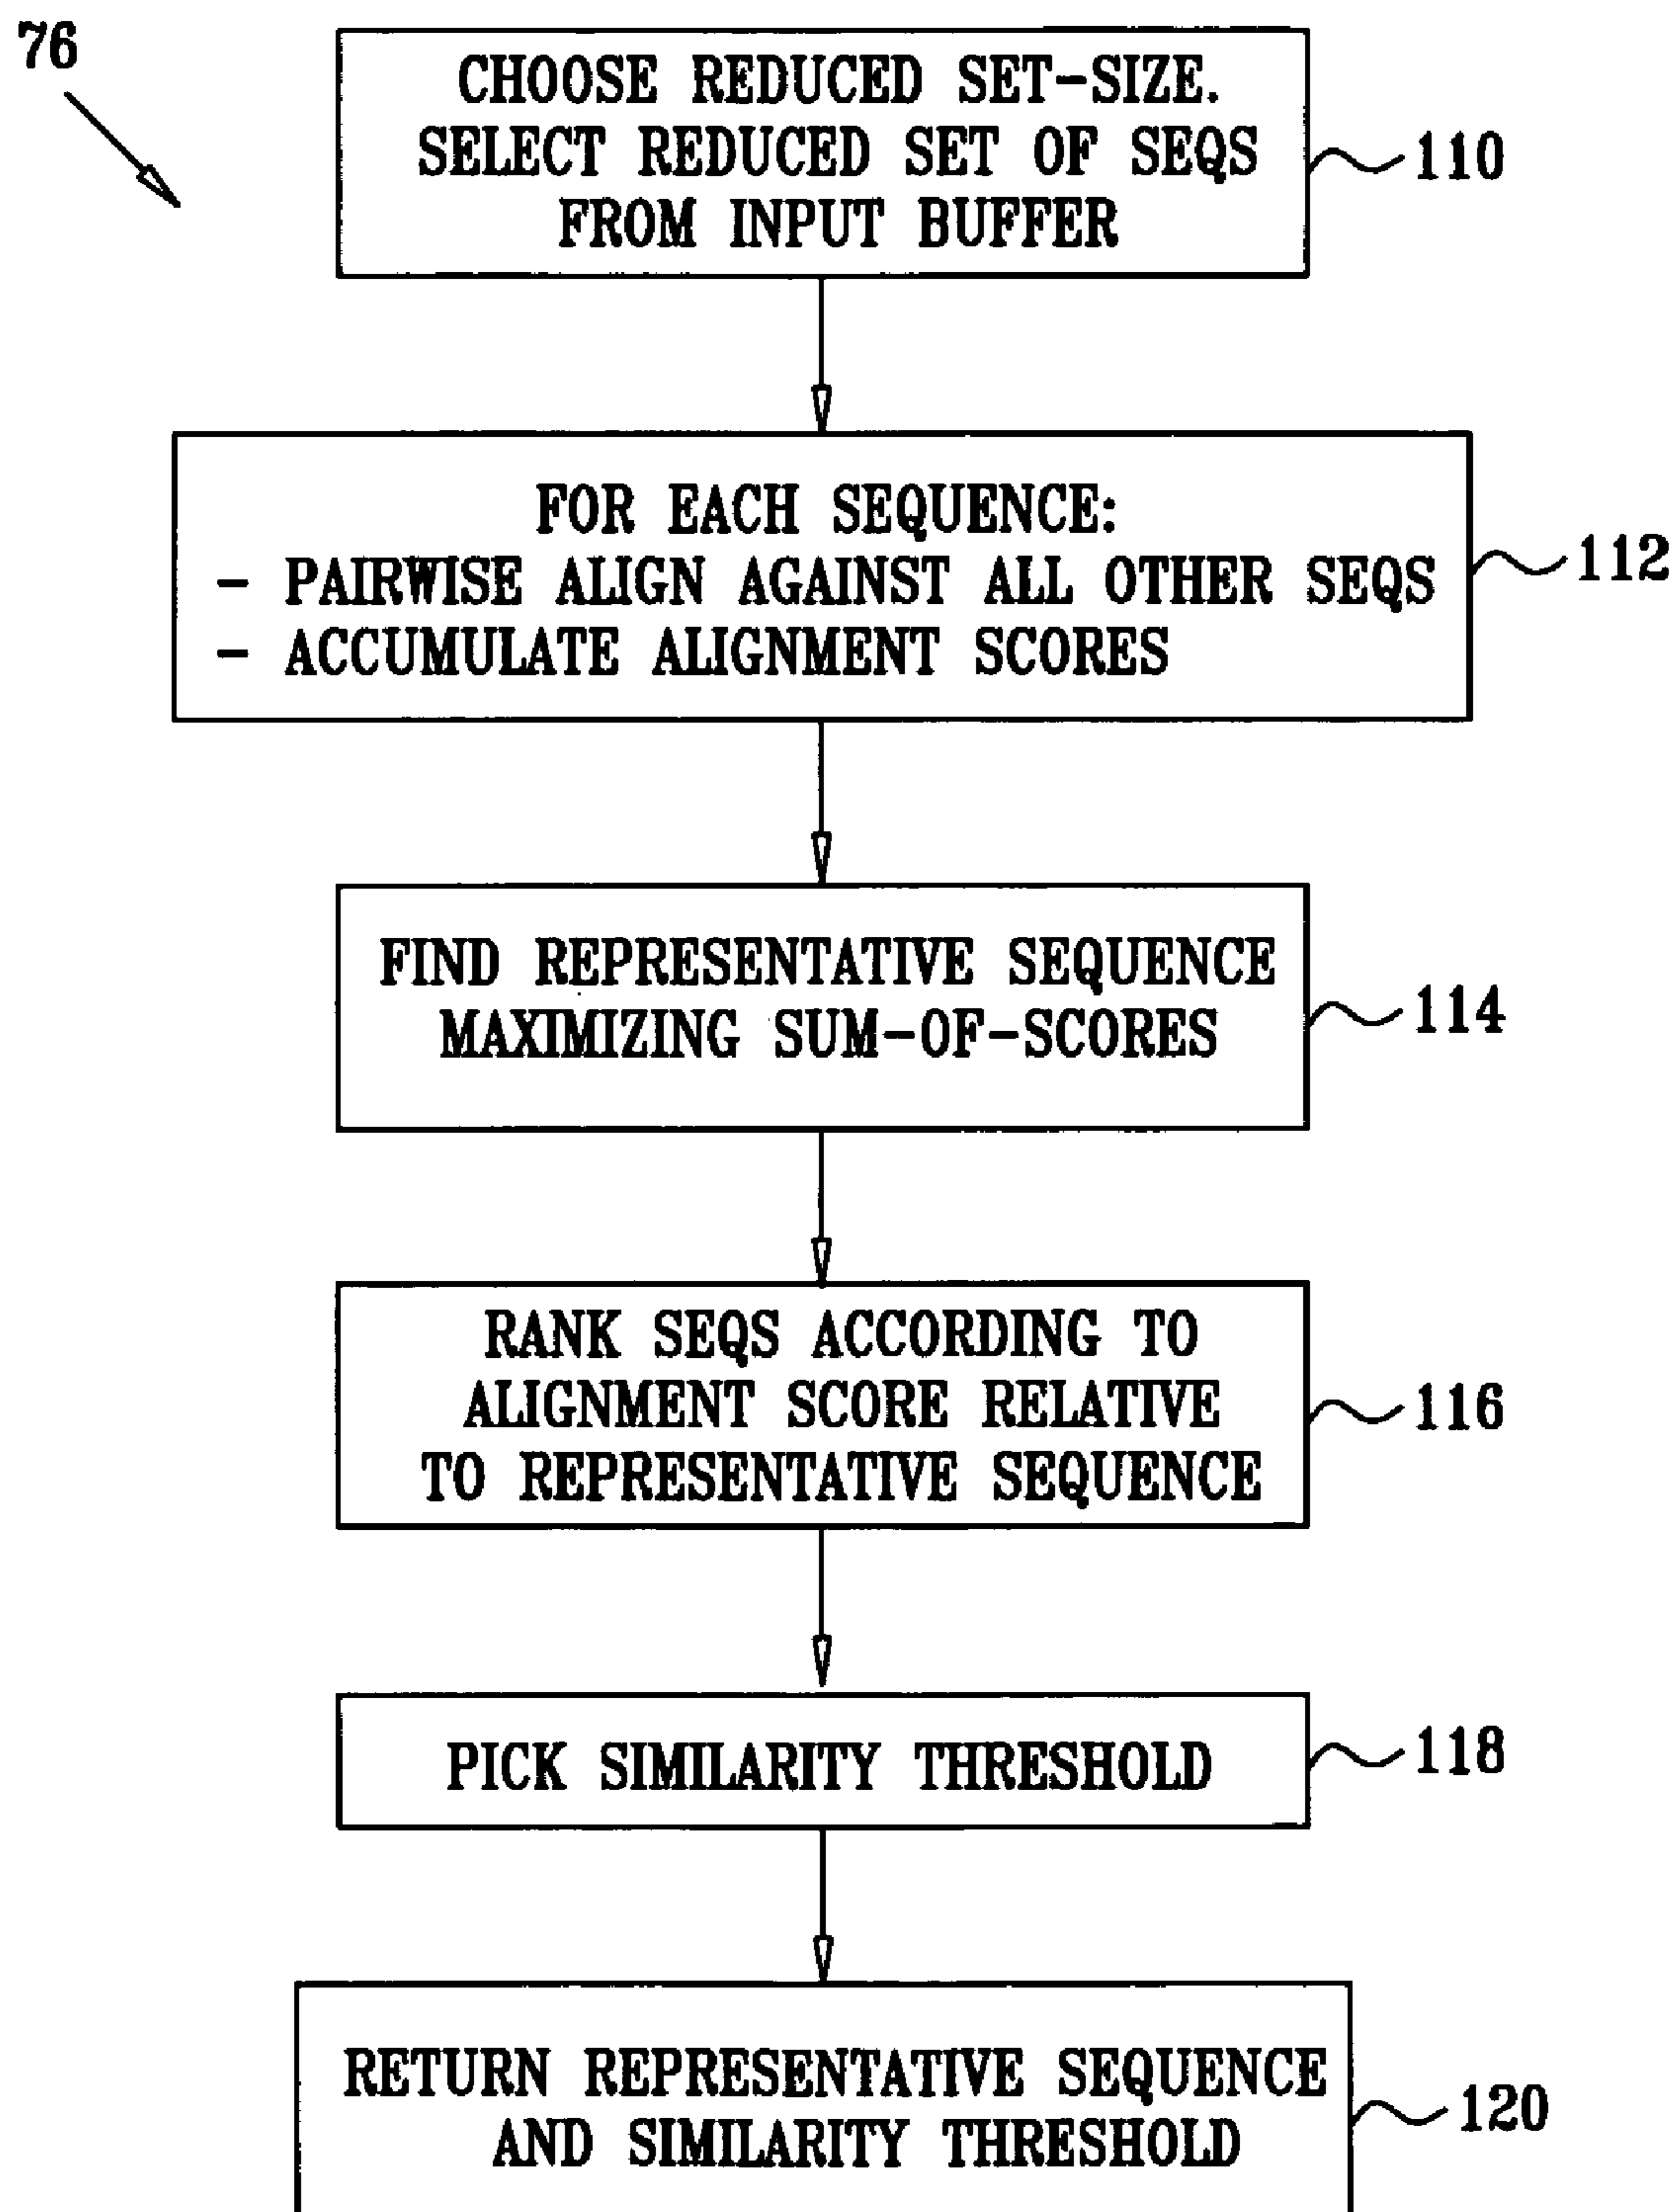 76
CHOOSE REDUCED SET-SIZE.
SELECT REDUCED SET OF SEQS
FROM INPUT BUFFER
110
FOR EACH SEQUENCE:
- PAIRWISE ALIGN AGAINST ALL OTHER SEQS
- ACCUMULATE ALIGNMENT SCORES
112
FIND REPRESENTATIVE SEQUENCE
MAXIMIZING SUM-OF-SCORES
114
RANK SEQS ACCORDING TO
ALIGNMENT SCORE RELATIVE
TO REPRESENTATIVE SEQUENCE
116
PICK SIMILARITY THRESHOLD
118
RETURN REPRESENTATIVE SEQUENCE
AND SIMILARITY THRESHOLD
120